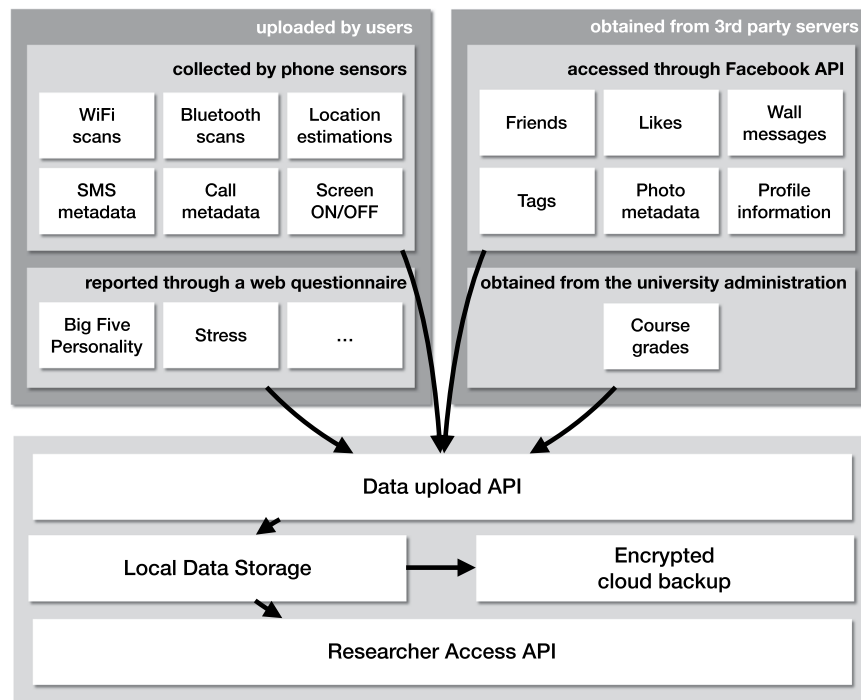 uploaded by users
collected by phone sensors
WiFi
scans
Bluetooth
scans
Location
estimations
SMS
metadata
Call
metadata
Screen
ON/OFF
reported through a web questionnaire
Big Five
Personality
Stress
...
obtained from 3rd party servers
accessed through Facebook API
Friends
Likes
Wall
messages
Tags
Photo
metadata
Profile
information
obtained from the university administration
Course
grades
Data upload API
Local Data Storage
Encrypted
cloud backup
Researcher Access API